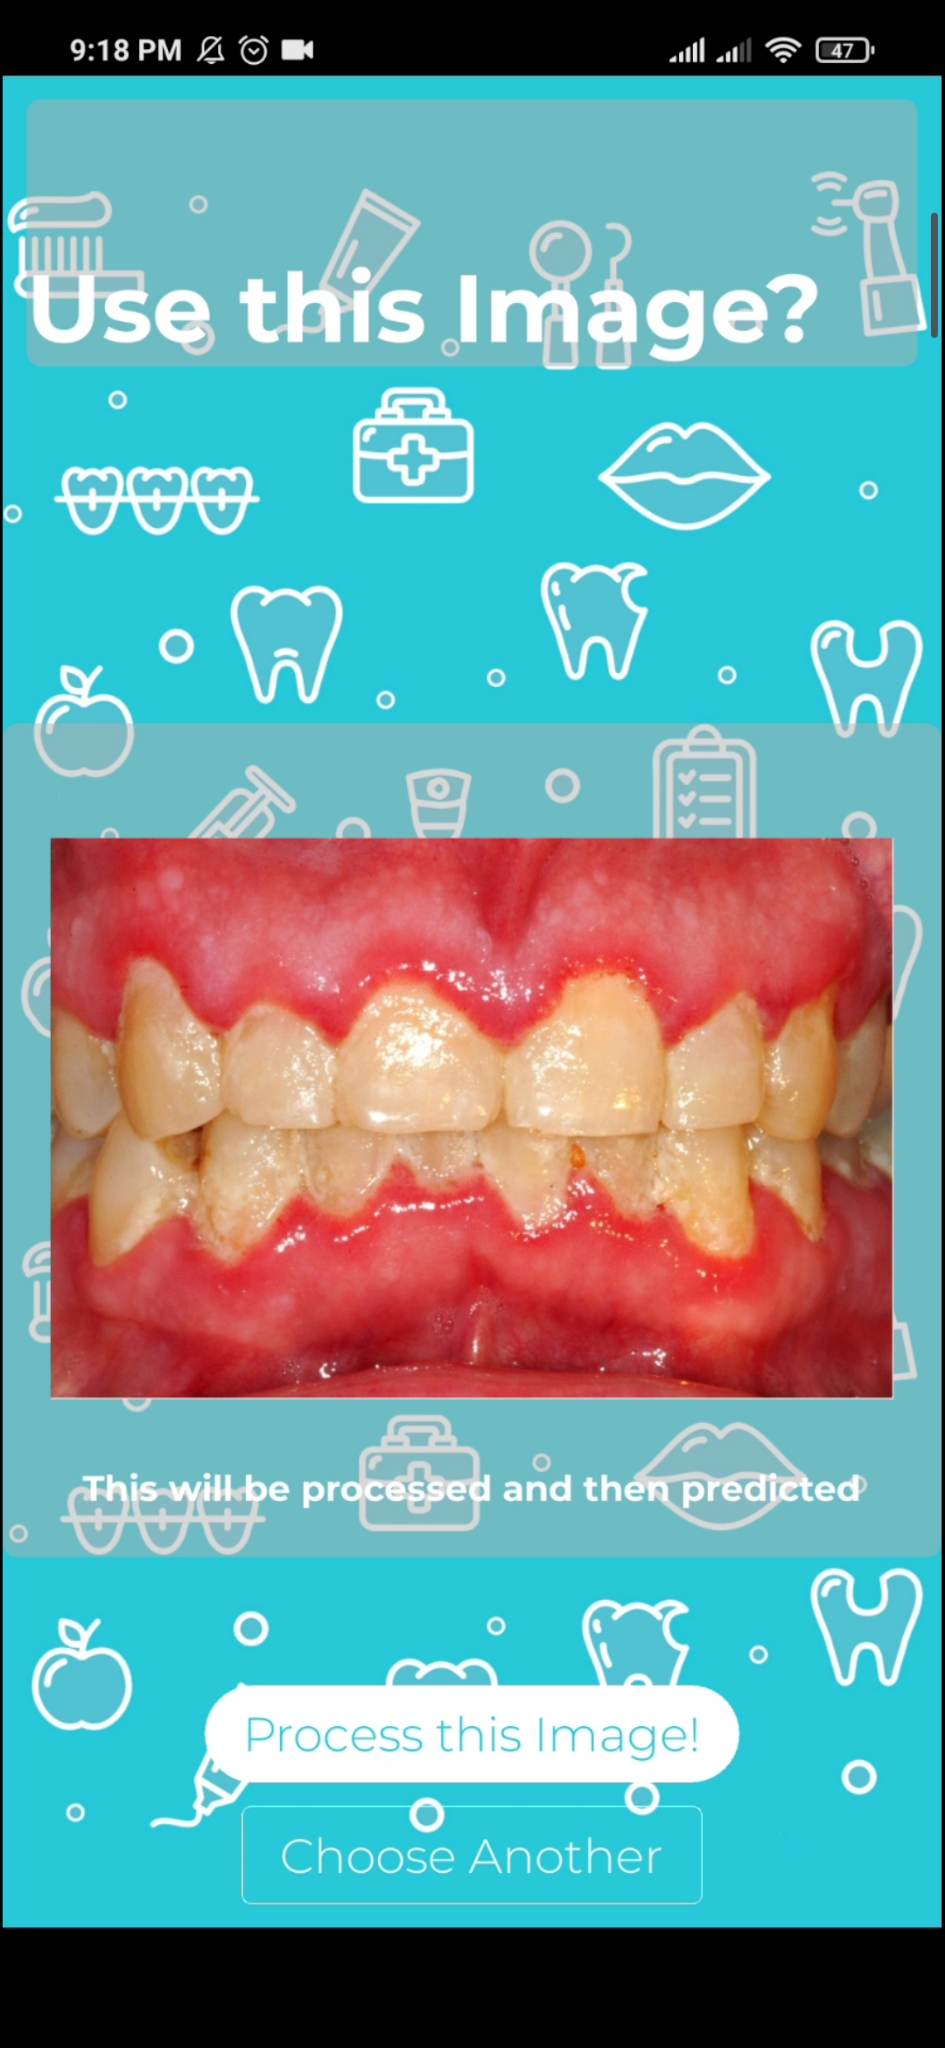 9:18 PM
47
Use this Image?
This will be processed and then predicted
Process this Image!
Choose Another